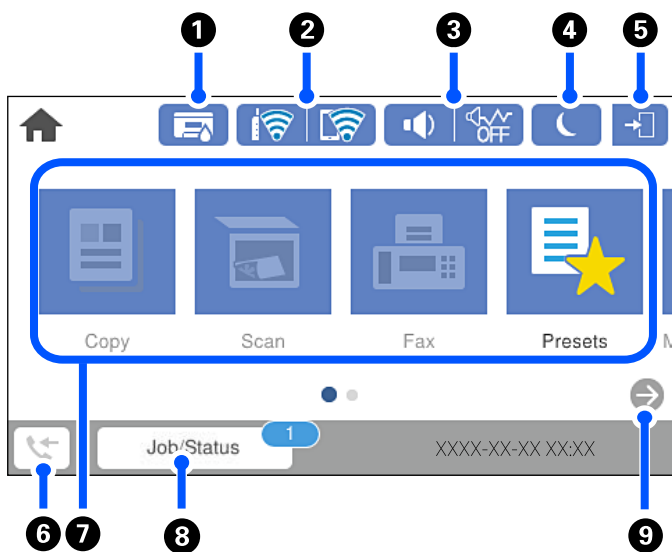 1 2 3 4 5
OFF
Copy Scan Fax Presets M
1
Job/Status XXXX-XX-XX XX:XX
6 7 8 9